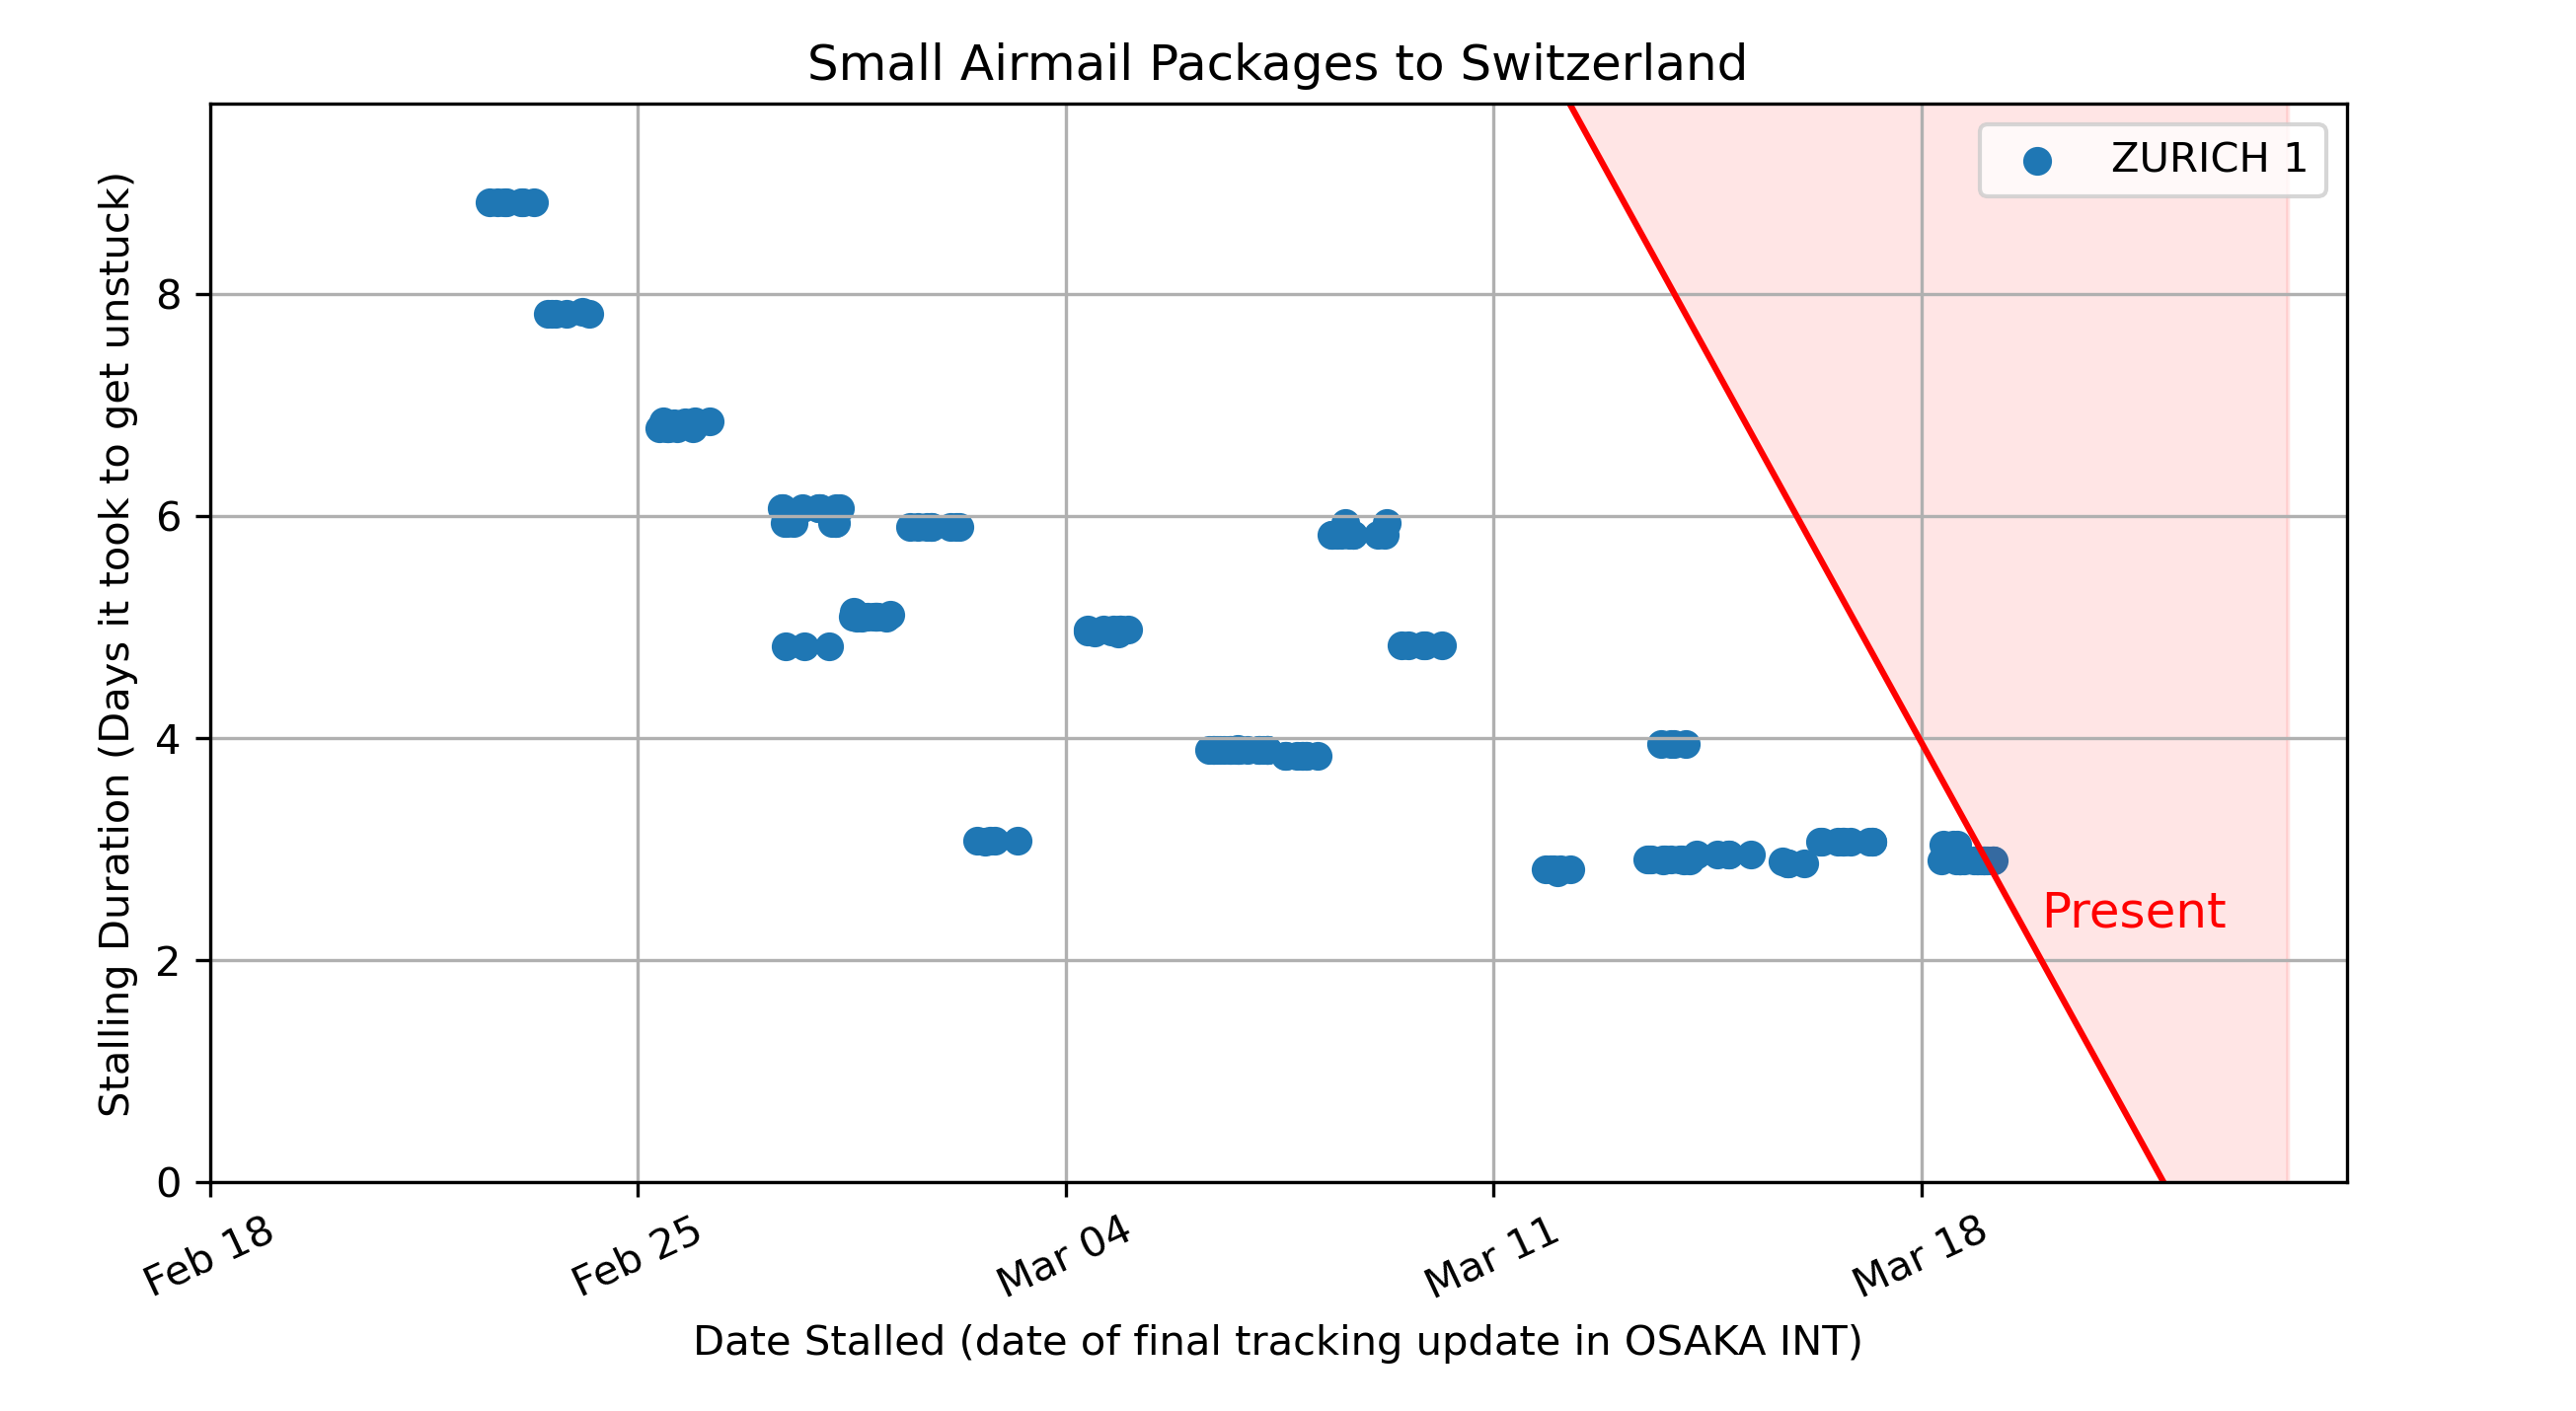 Small Airmail Packages to Switzerland
ZURICH 1
Stalling Duration (Days it took to get unstuck)
8
6
4
2
0
Present
Feb 18
Feb 25
Mar 04
Mar 11
Mar 18
Date Stalled (date of final tracking update in OSAKA INT)